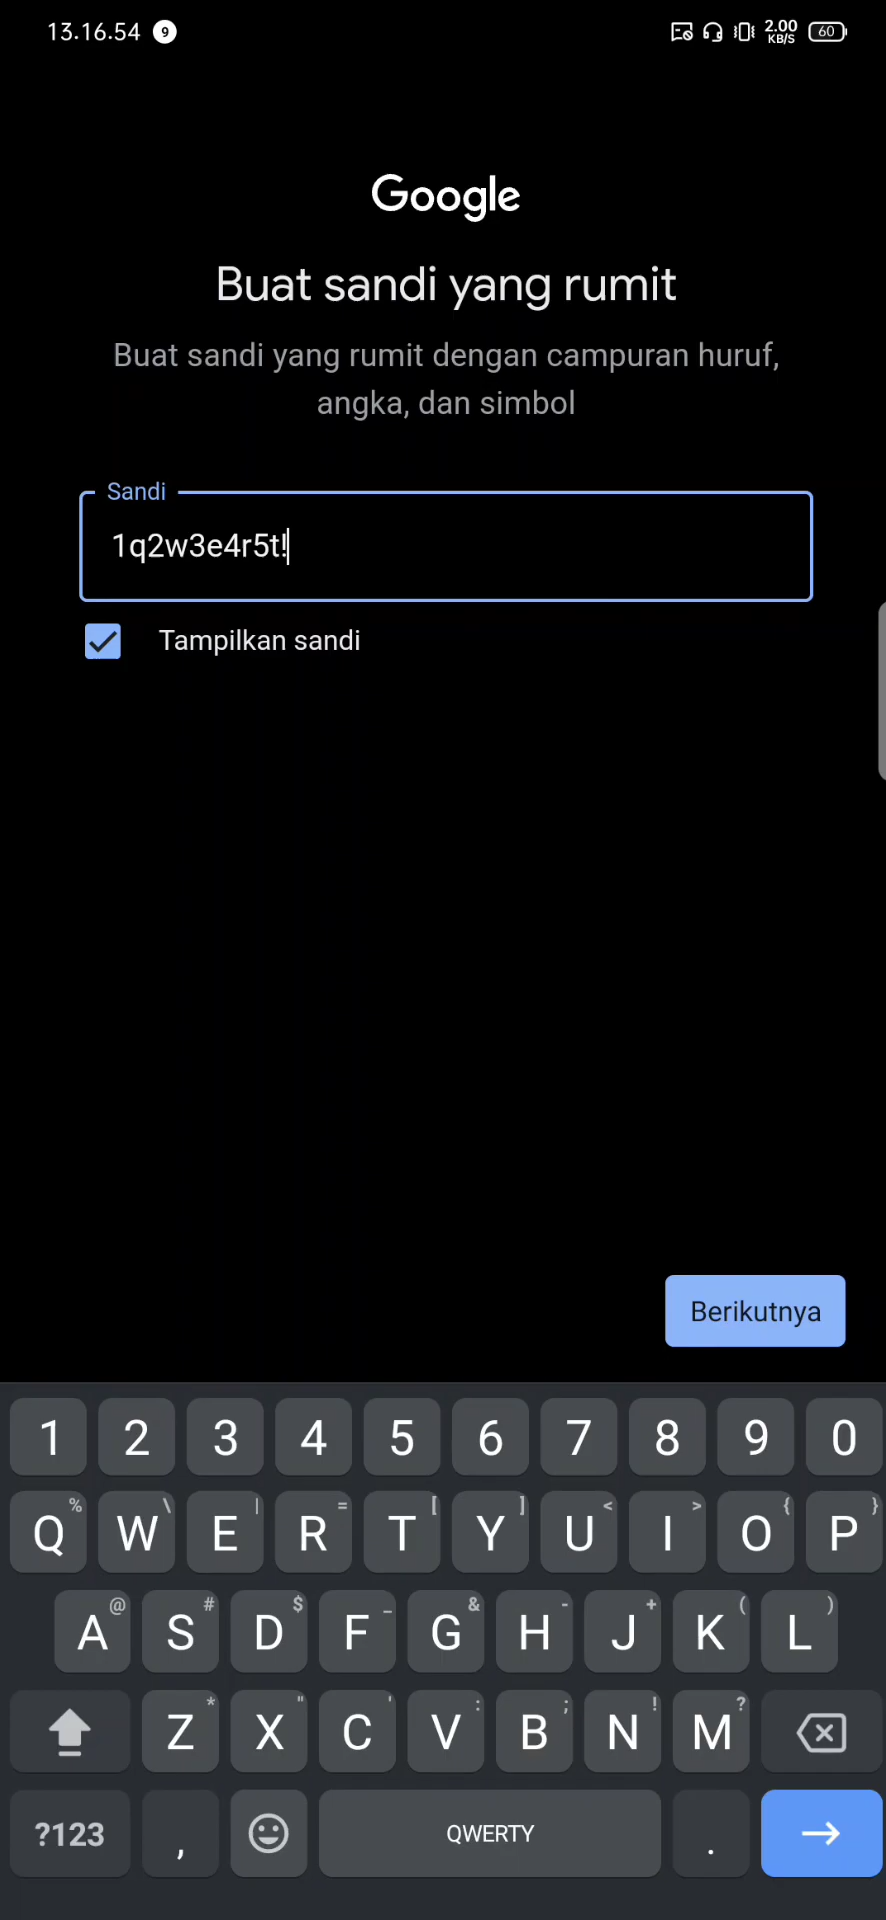 13.16.54 9 2.00 KB/S 60
Google
Buat sandi yang rumit
Buat sandi yang rumit dengan campuran huruf,
angka, dan simbol
Sandi
1q2w3e4r5t!
Tampilkan sandi
Berikutnya
1 2 3 4 5 6 7 8 9 0
% \ | = [ ] < > { }
Q W E R T Y U I O P
@ # $ _ & - + ( )
A S D F G H J K L
* " ' : ; ! ?
Z X C V B N M
?123 , QWERTY .